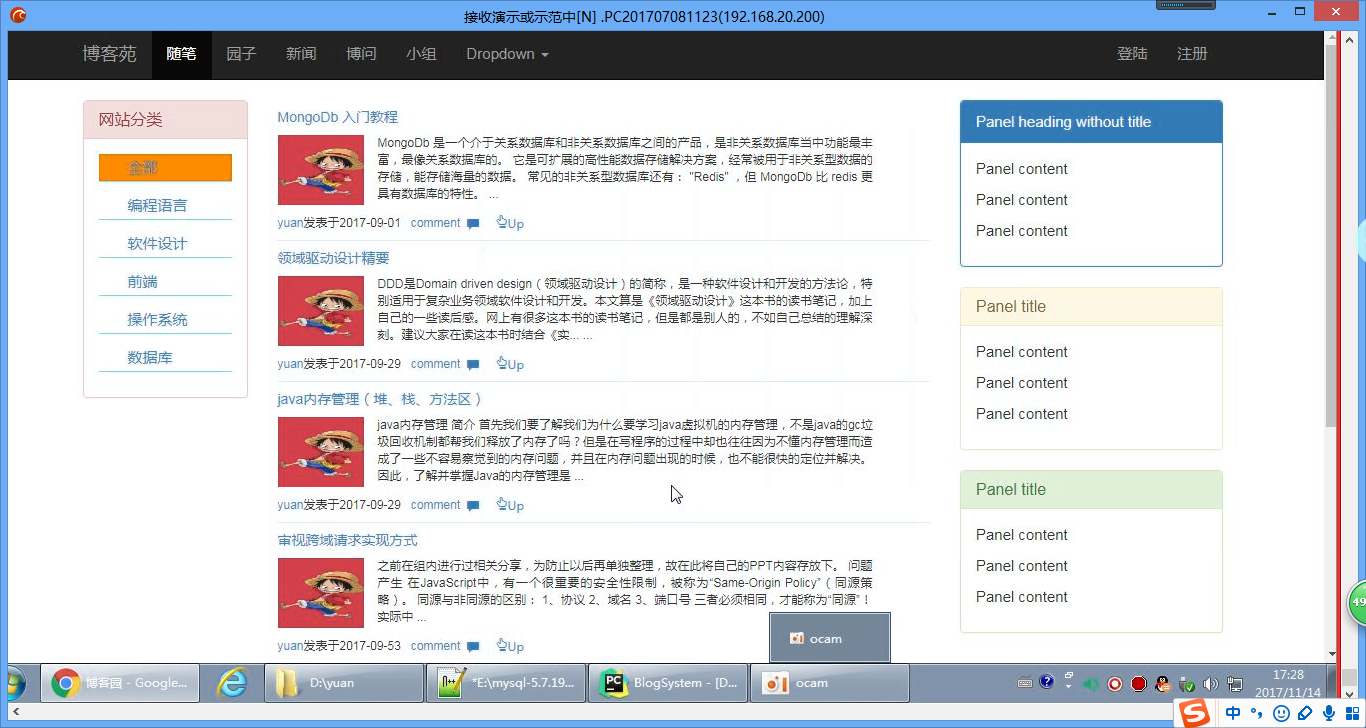 接收演示或示范中[N] .PC201707081123(192.168.20.200)
博客苑 随笔 园子 新闻 博问 小组 Dropdown 登陆 注册
网站分类
全部
编程语言
软件设计
前端
操作系统
数据库
MongoDb 入门教程
MongoDb 是一个介于关系数据库和非关系数据库之间的产品，是非关系数据库当中功能最丰
富，最像关系数据库的。 它是可扩展的高性能数据存储解决方案，经常被用于非关系型数据的
存储，能存储海量的数据。 常见的非关系型数据库还有： "Redis" ，但 MongoDb 比 redis 更
具有数据库的特性。 ...
yuan发表于2017-09-01 comment Up
领域驱动设计精要
DDD是Domain driven design（领域驱动设计）的简称，是一种软件设计和开发的方法论，特
别适用于复杂业务领域软件设计和开发。本文算是《领域驱动设计》这本书的读书笔记，加上
自己的一些读后感。网上有很多这本书的读书笔记，但是都是别人的，不如自己总结的理解深
刻。建议大家在读这本书时结合《实... ...
yuan发表于2017-09-29 comment Up
java内存管理（堆、栈、方法区）
java内存管理 简介 首先我们要了解我们为什么要学习java虚拟机的内存管理，不是java的gc垃
圾回收机制都帮我们释放了内存了吗？但是在写程序的过程中却也往往因为不懂内存管理而造
成了一些不容易察觉到的内存问题，并且在内存问题出现的时候，也不能很快的定位并解决。
因此，了解并掌握Java的内存管理是 ...
yuan发表于2017-09-29 comment Up
审视跨域请求实现方式
之前在组内进行过相关分享，为防止以后再单独整理，故在此将自己的PPT内容存放下。 问题
产生 在JavaScript中，有一个很重要的安全性限制，被称为“Same-Origin Policy”（同源策
略）。 同源与非同源的区别： 1、协议 2、域名 3、端口号 三者必须相同，才能称为“同源”！
实际中 ...
yuan发表于2017-09-53 comment Up
Panel heading without title
Panel content
Panel content
Panel content
Panel title
Panel content
Panel content
Panel content
Panel title
Panel content
Panel content
Panel content
ocam
49
博客园 - Google... D:\yuan *E:\mysql-5.7.19... BlogSystem - [D... ocam
17:28
2017/11/14
中